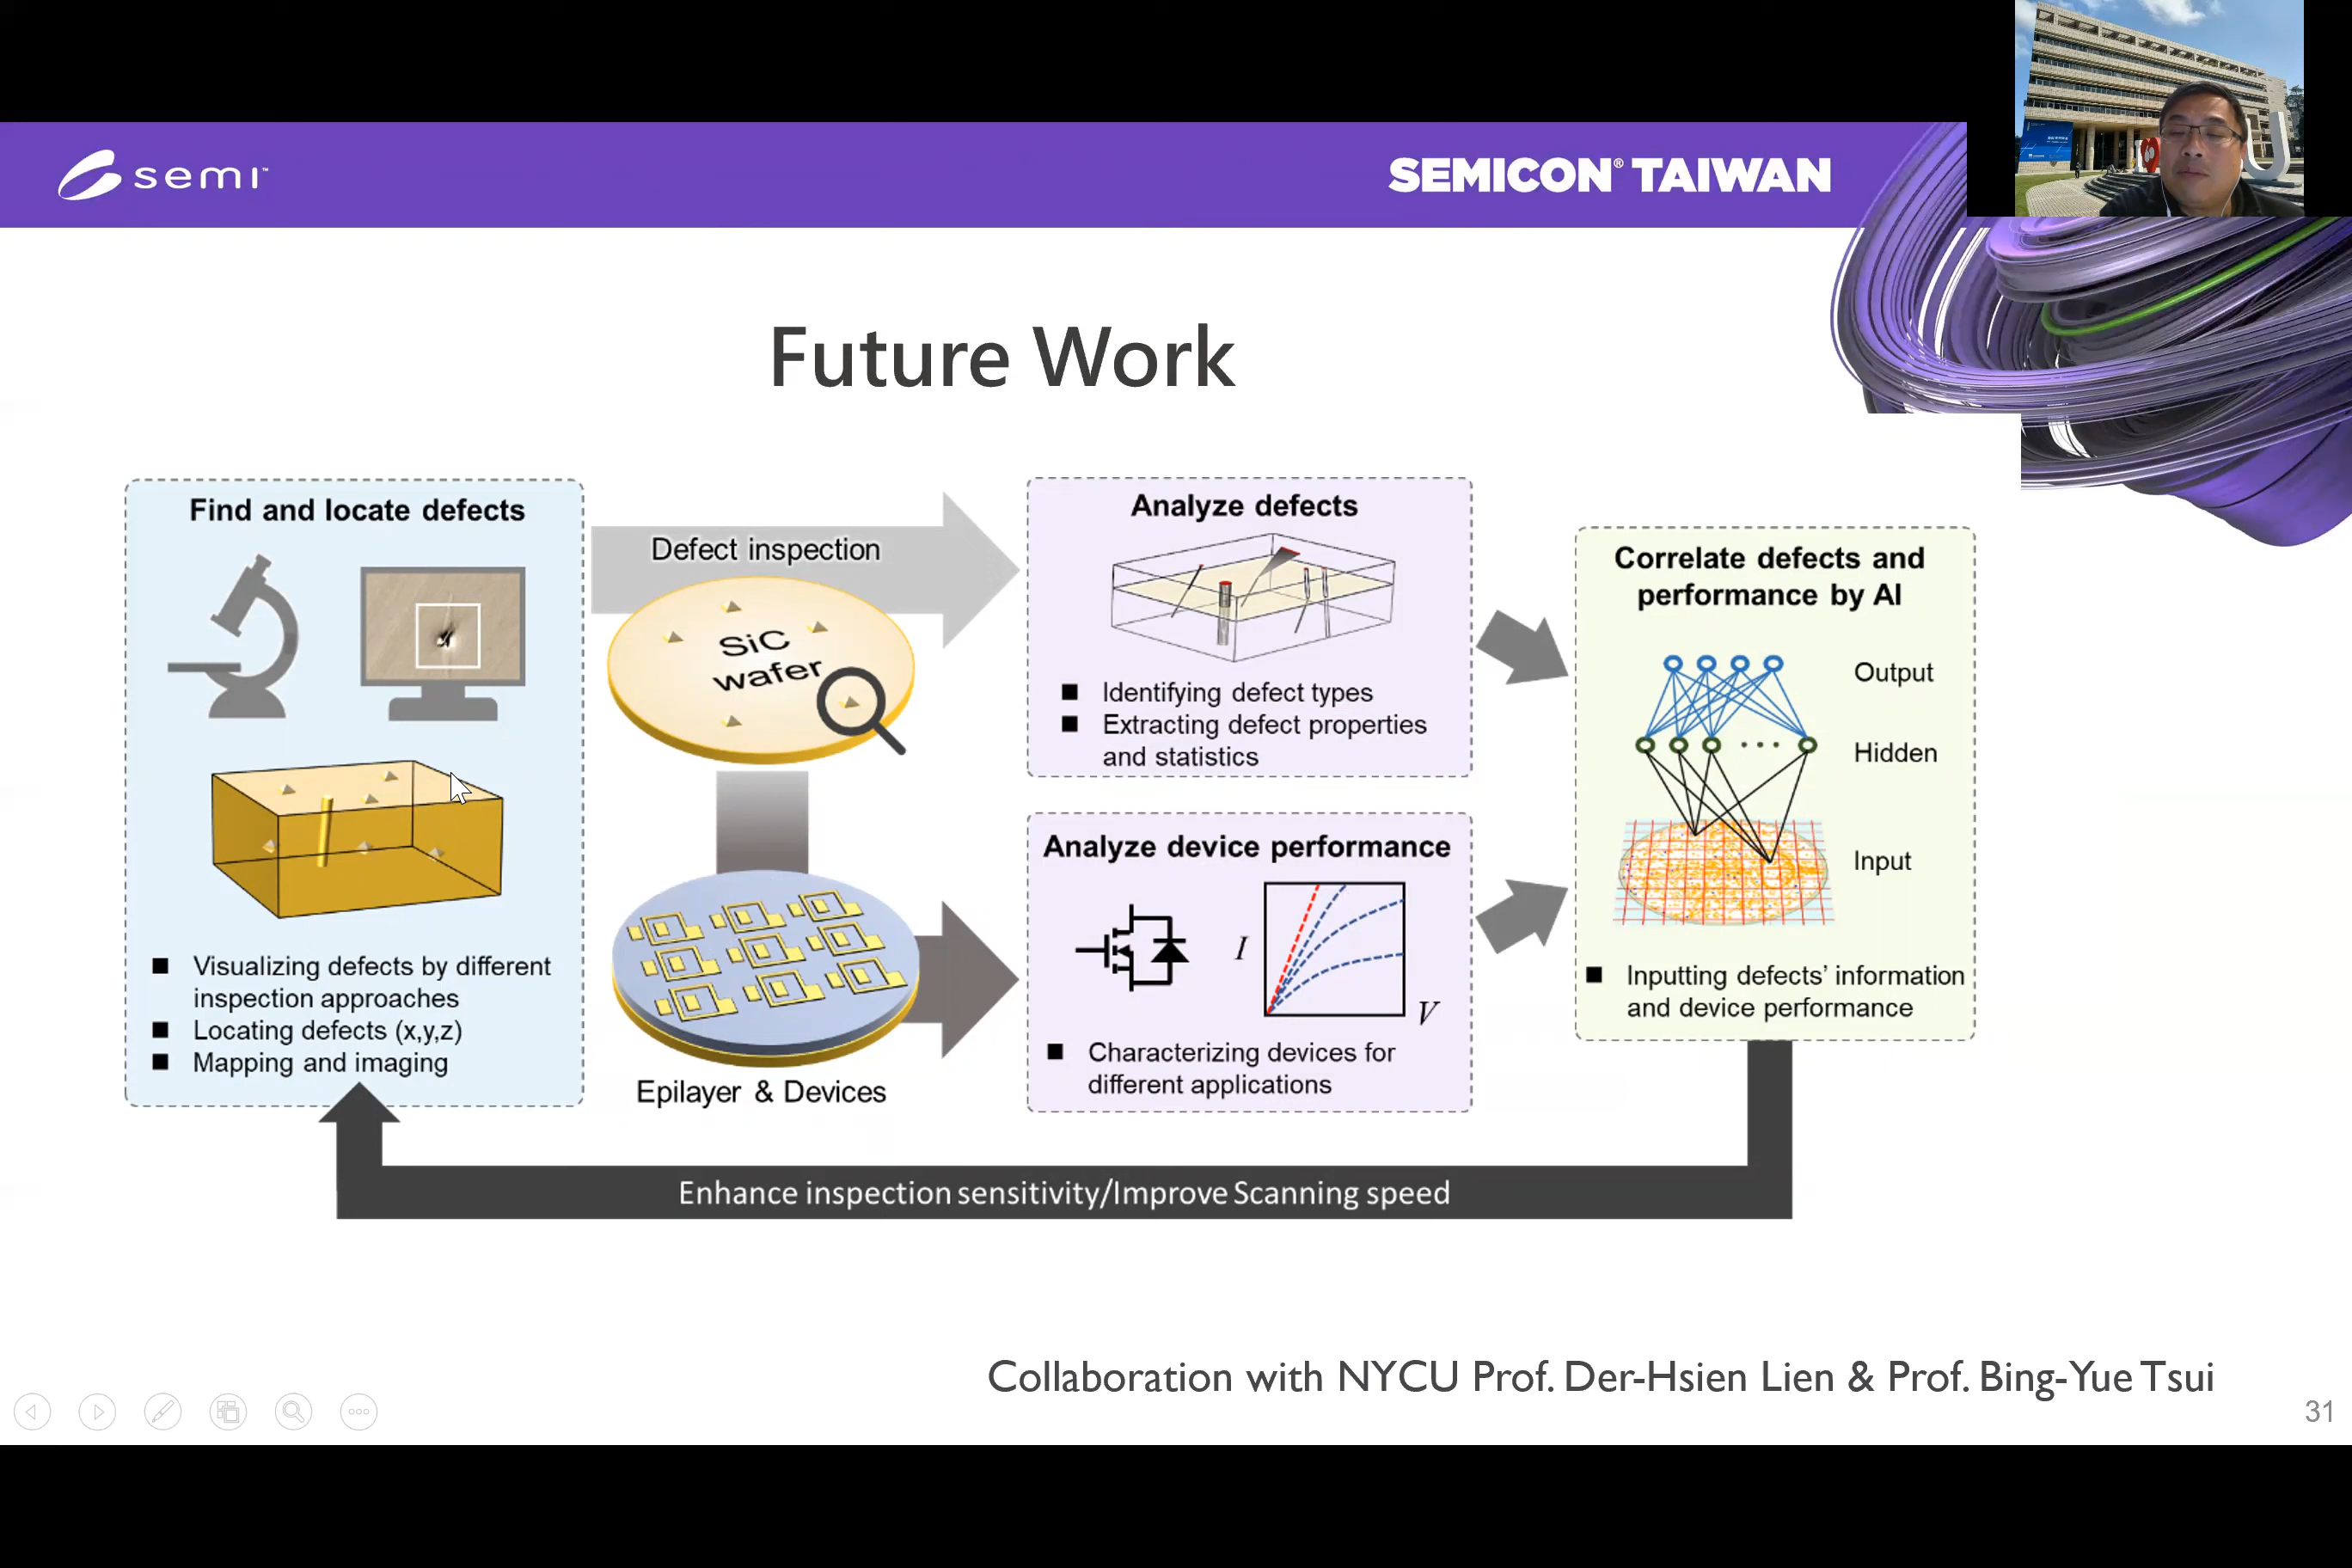 semi™
SEMICON® TAIWAN
U
Future Work
Find and locate defects
Visualizing defects by different
inspection approaches
Locating defects (x,y,z)
Mapping and imaging
Defect inspection
SiC
wafer
Epilayer & Devices
Analyze defects
Identifying defect types
Extracting defect properties
and statistics
Analyze device performance
I
V
Characterizing devices for
different applications
Correlate defects and
performance by AI
Output
Hidden
Input
Inputting defects’ information
and device performance
Enhance inspection sensitivity/Improve Scanning speed
Collaboration with NYCU Prof. Der-Hsien Lien & Prof. Bing-Yue Tsui
31